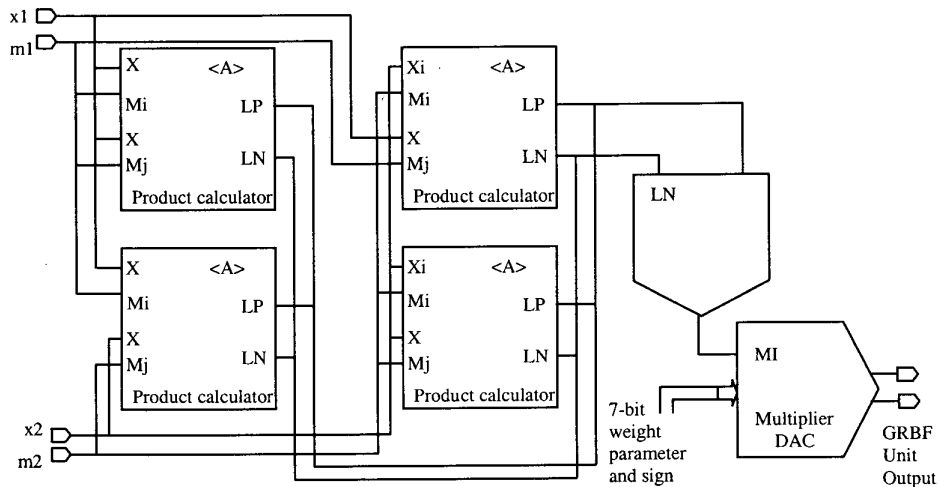 x1
m1
X
<A>
Mi
LP
X
LN
Mj
Product calculator
Xi
<A>
Mi
LP
X
LN
Mj
Product calculator
X
<A>
Mi
LP
X
LN
Mj
Product calculator
Xi
<A>
Mi
LP
X
LN
Mj
Product calculator
LN
MI
Multiplier
DAC
7-bit
weight
parameter
and sign
GRBF
Unit
Output
x2
m2